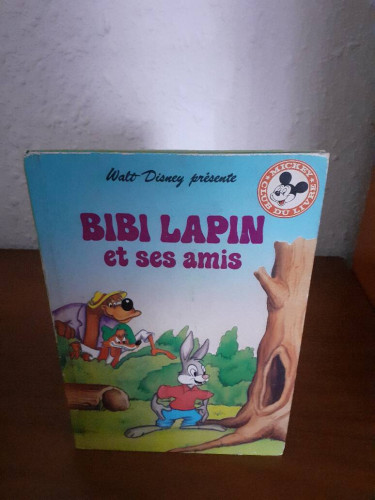 Walt Disney présente
MICKEY
CLUB DU LIVRE
BIBI LAPIN
et ses amis